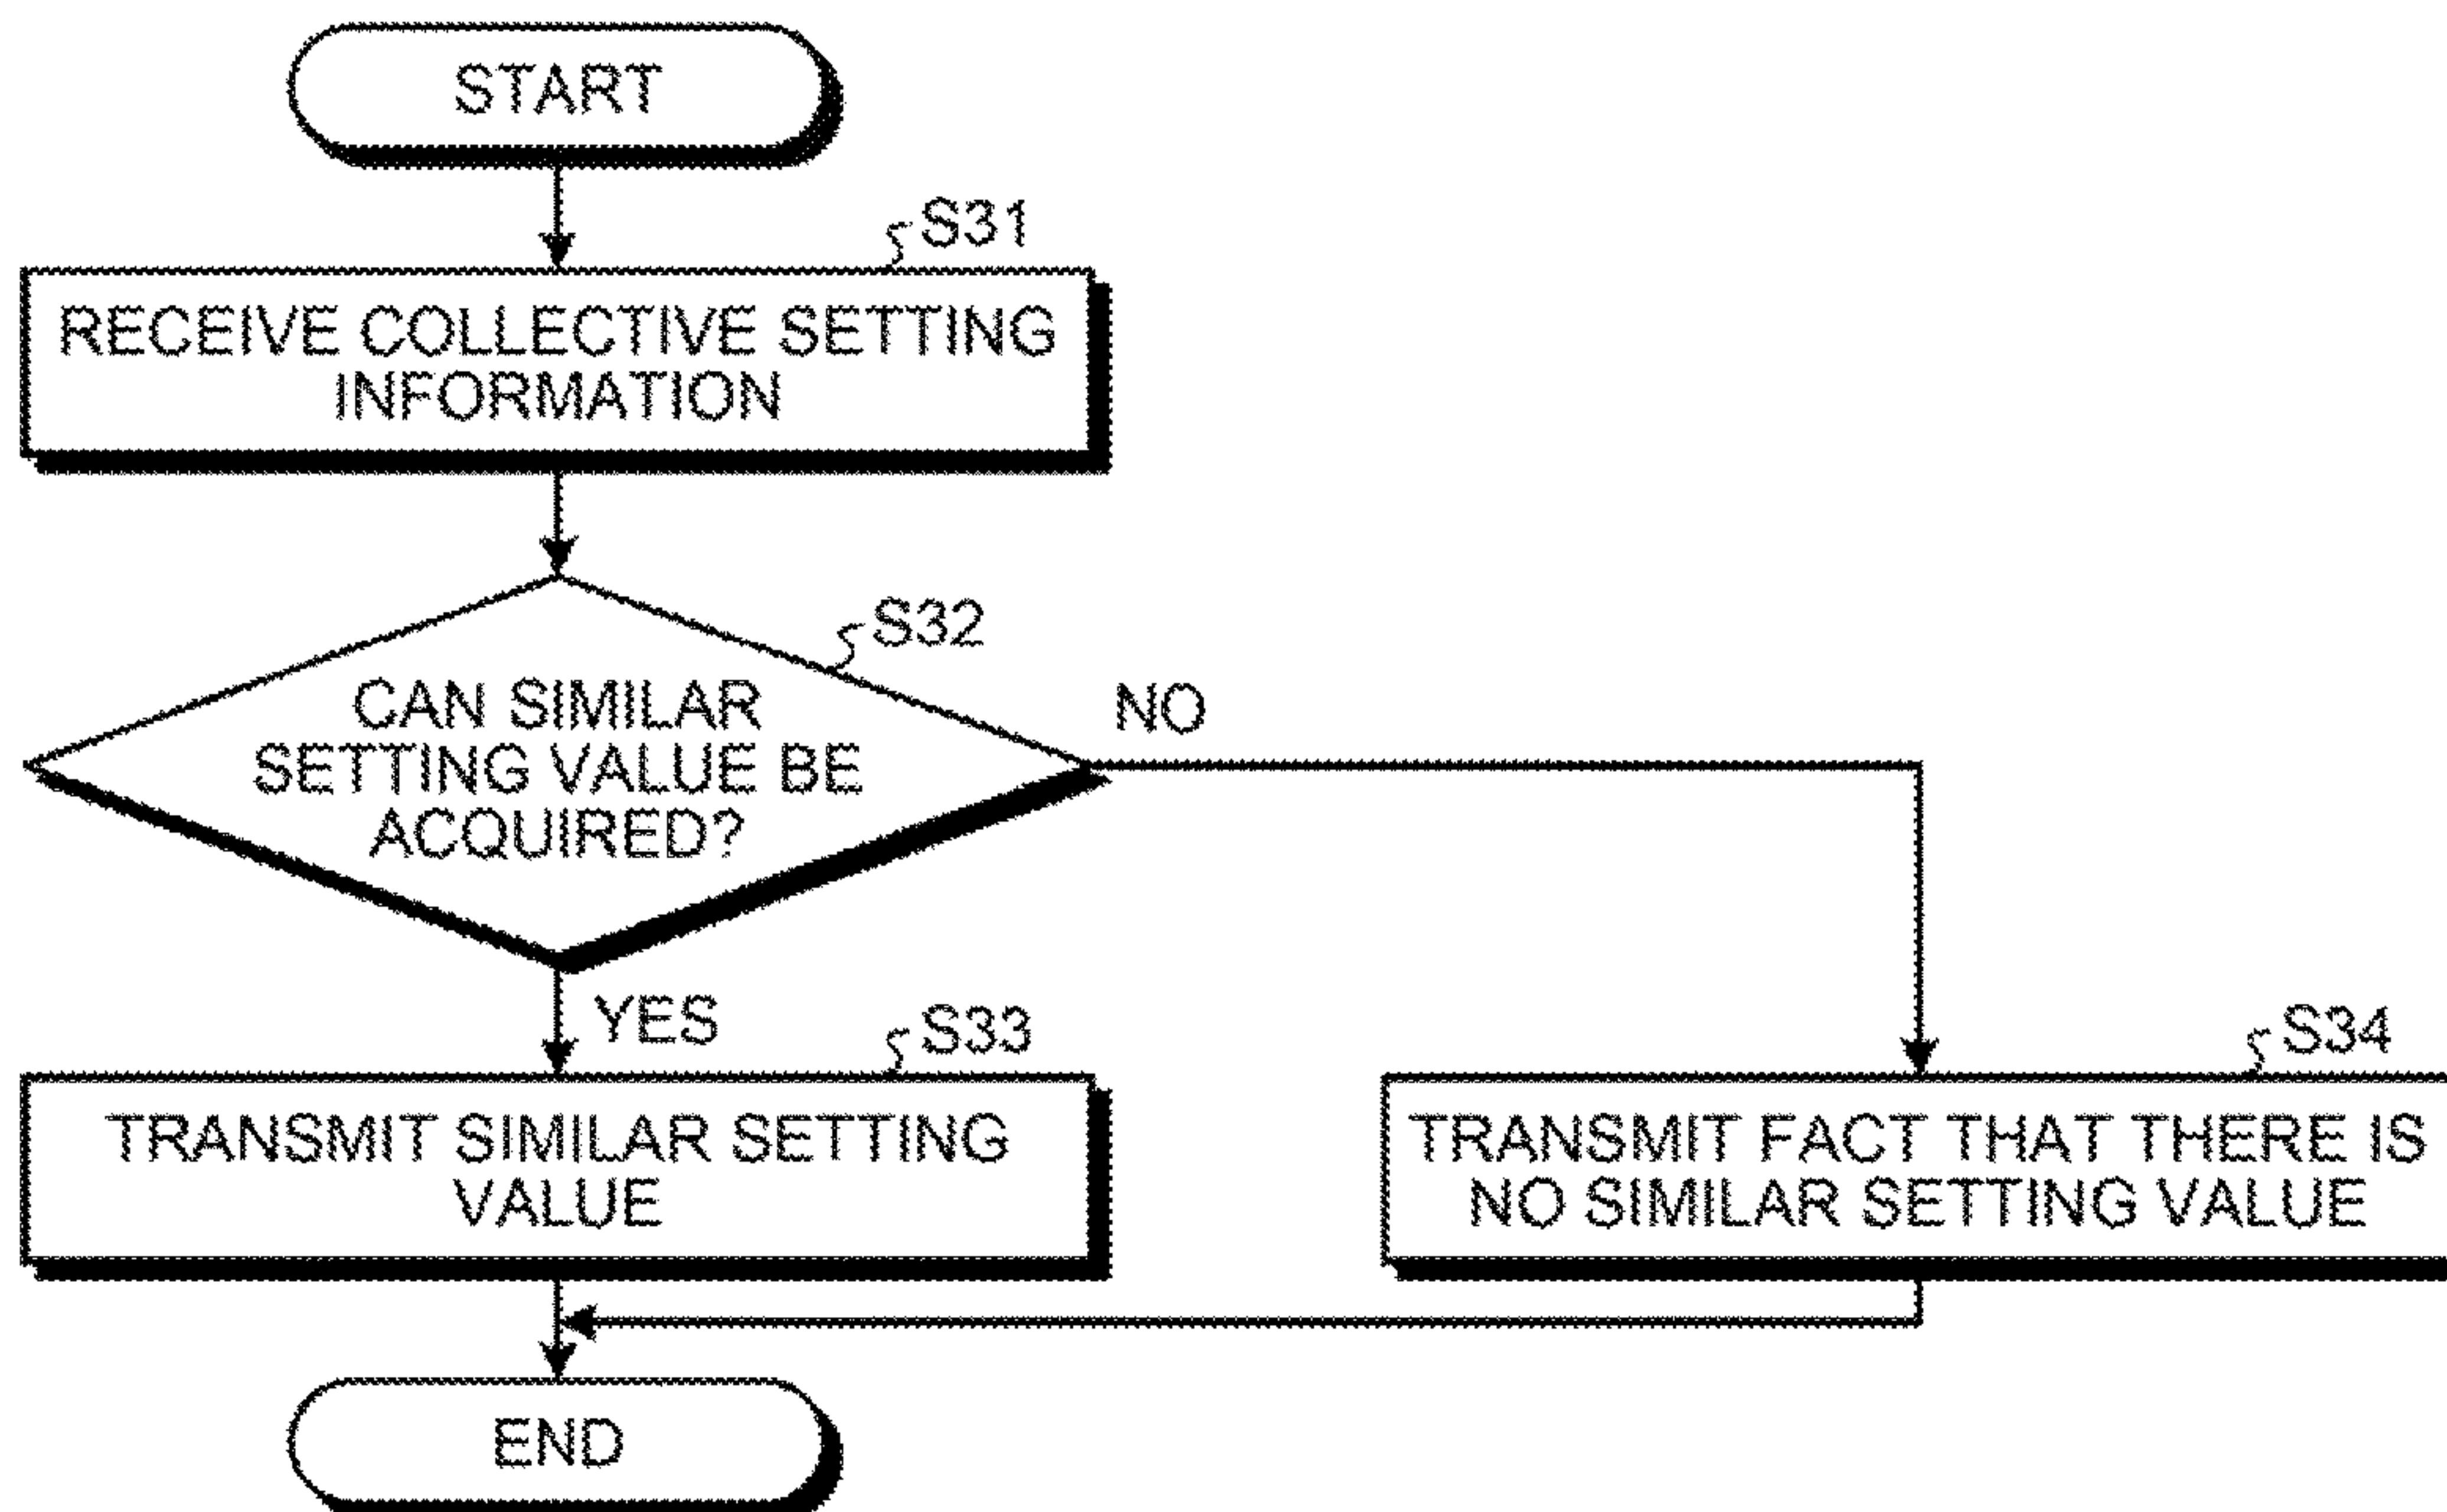 START
S31
RECEIVE COLLECTIVE SETTING
INFORMATION
S32
CAN SIMILAR
SETTING VALUE BE
ACQUIRED?
NO
YES
S33
TRANSMIT SIMILAR SETTING
VALUE
S34
TRANSMIT FACT THAT THERE IS
NO SIMILAR SETTING VALUE
END